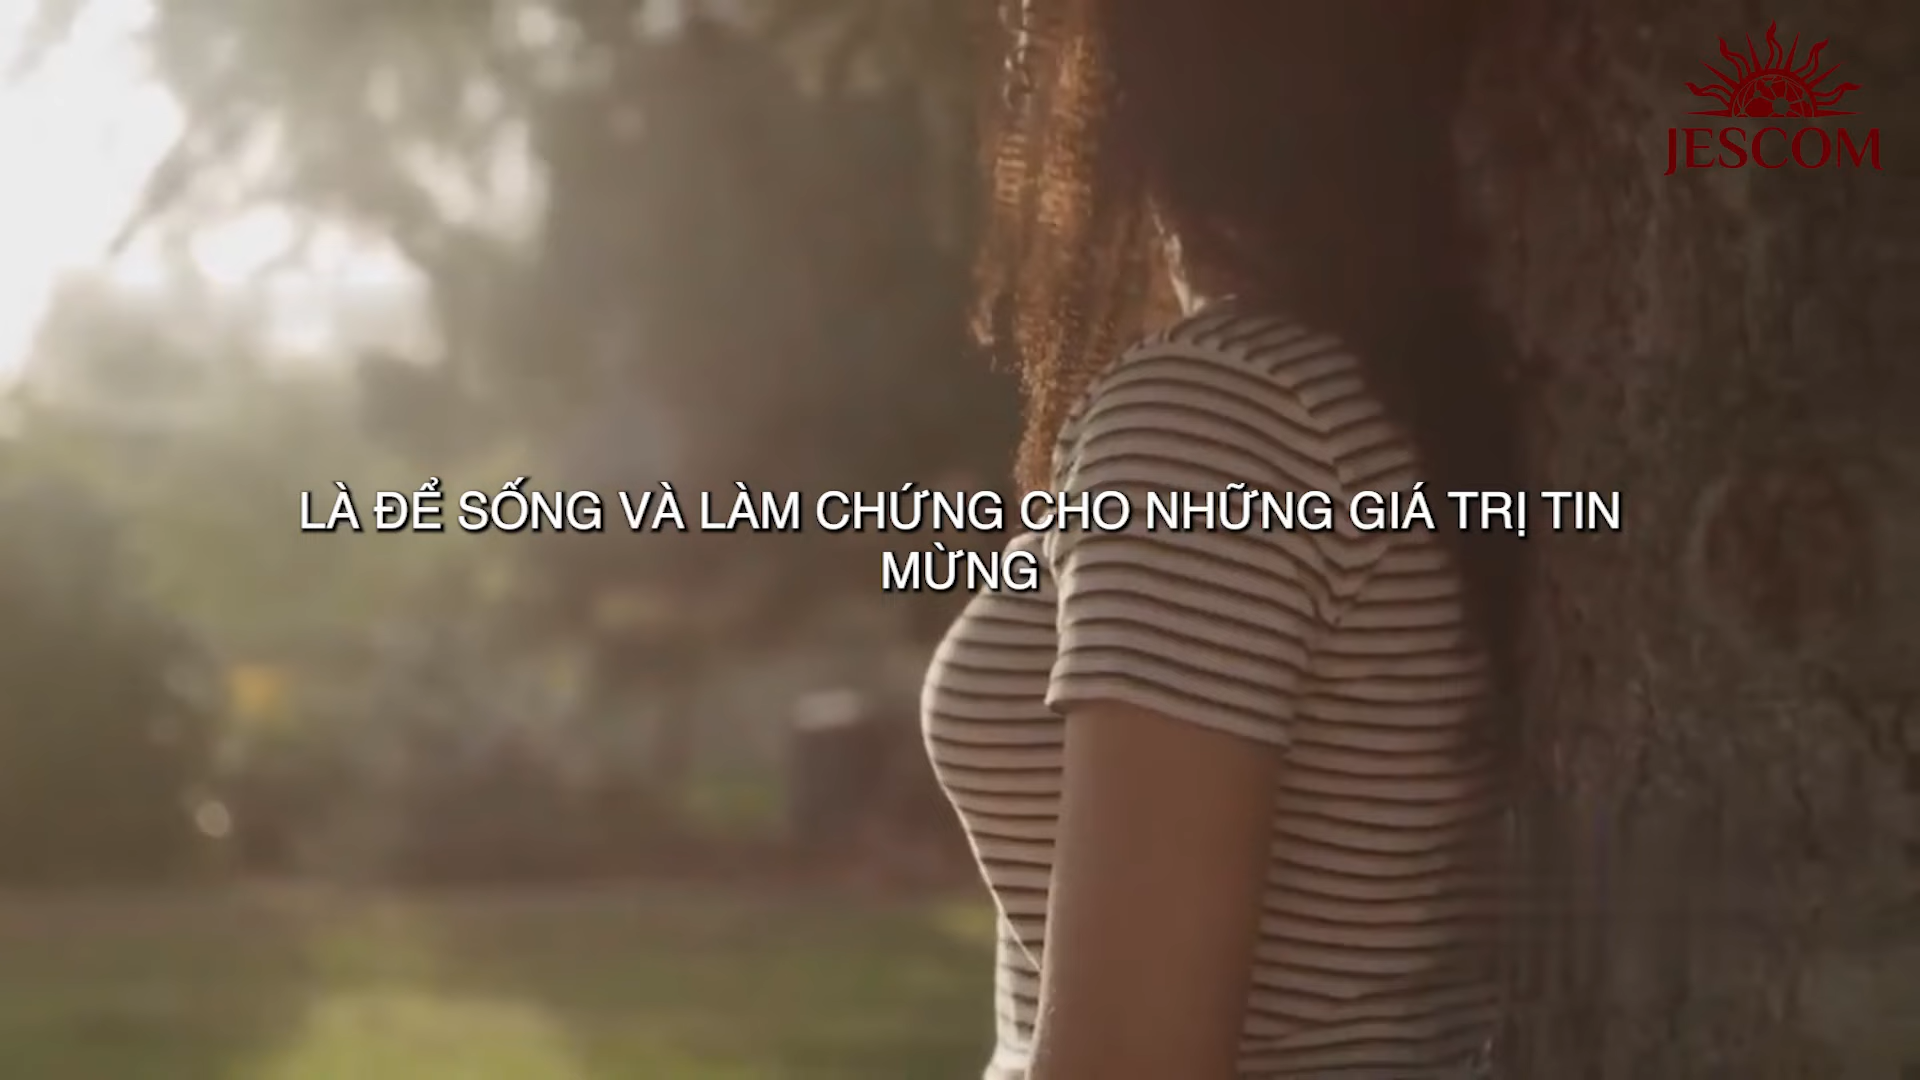 JESCOM
LÀ ĐỂ SỐNG VÀ LÀM CHỨNG CHO NHỮNG GIÁ TRỊ TIN
MỪNG